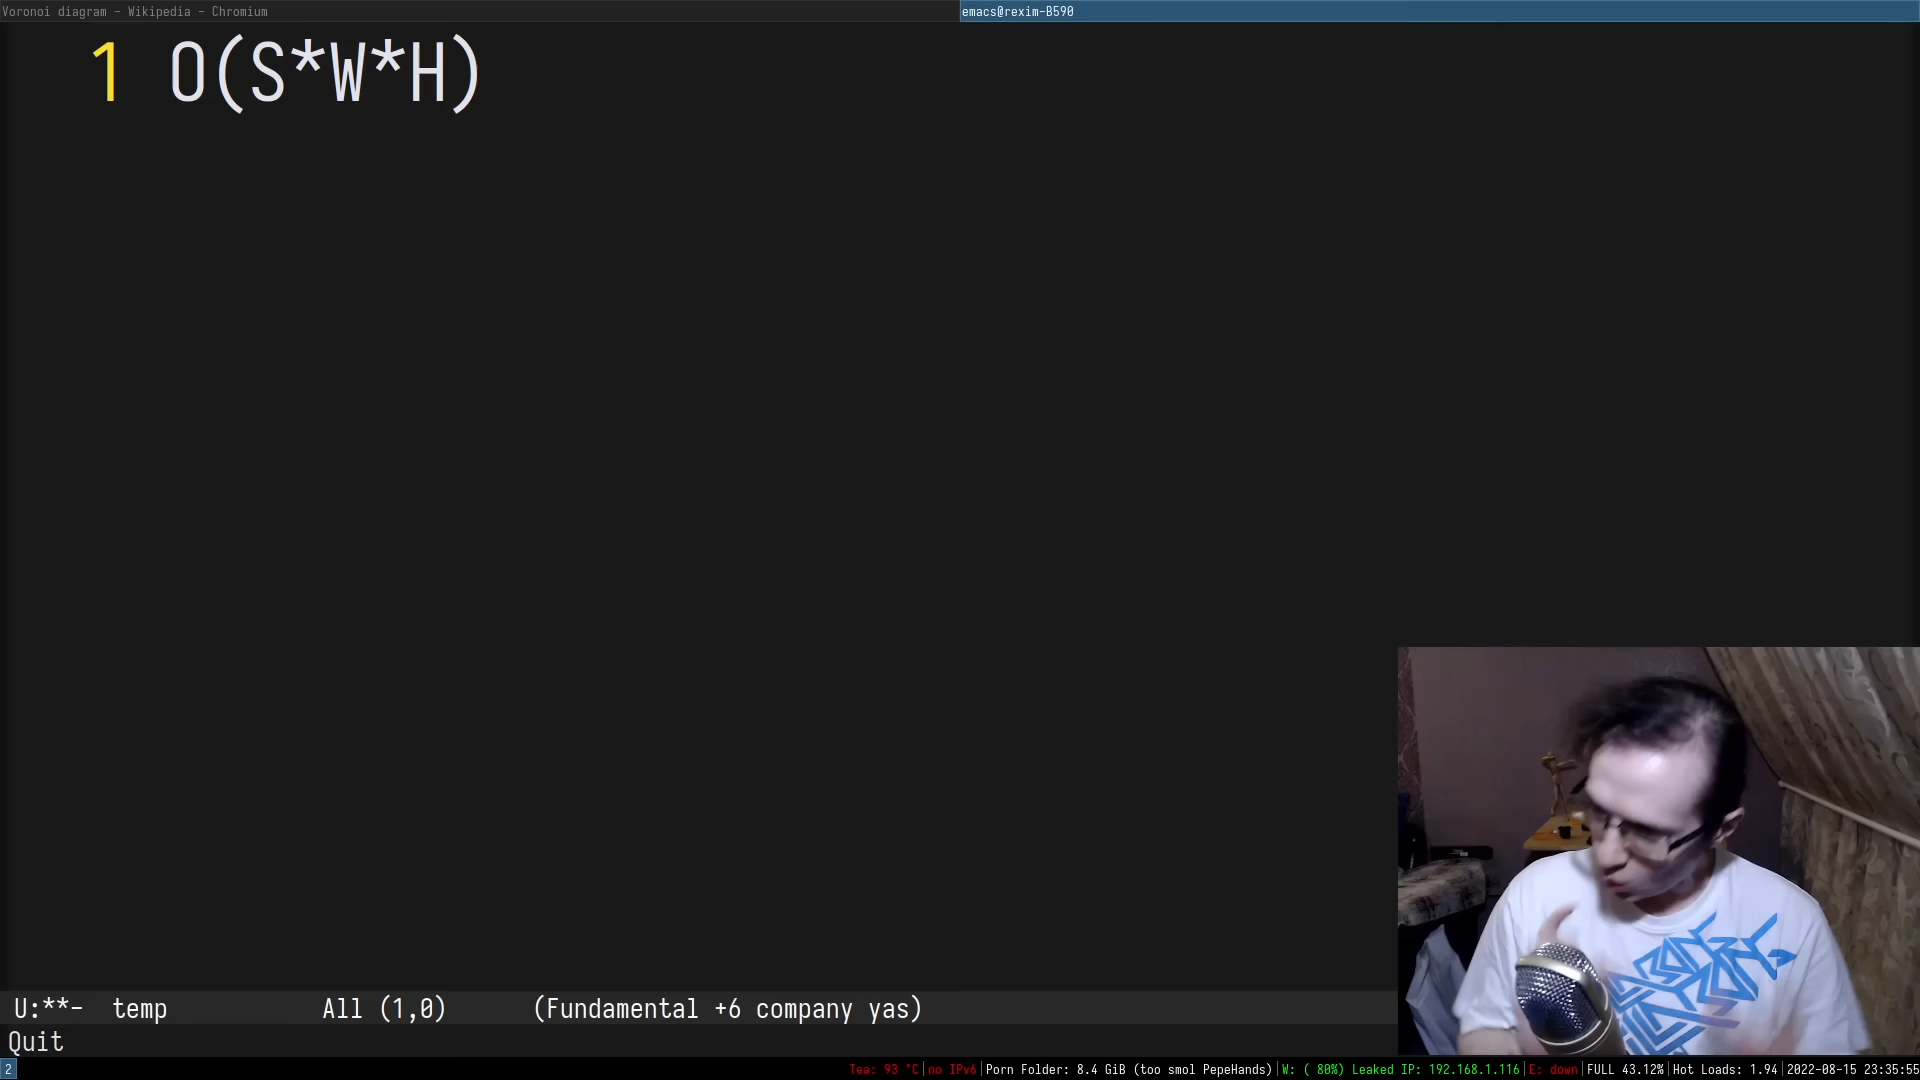 Voronoi diagram - Wikipedia - Chromium
emacs@rexim-B590
1 O(S*W*H)
U:**-  temp All (1,0) (Fundamental +6 company yas)
Quit
2 Tea: 93 °C|no IPv6|Porn Folder: 8.4 GiB (too smol PepeHands)|W: ( 80%) Leaked IP: 192.168.1.116|E: down|FULL 43.12%|Hot Loads: 1.94|2022-08-15 23:35:55